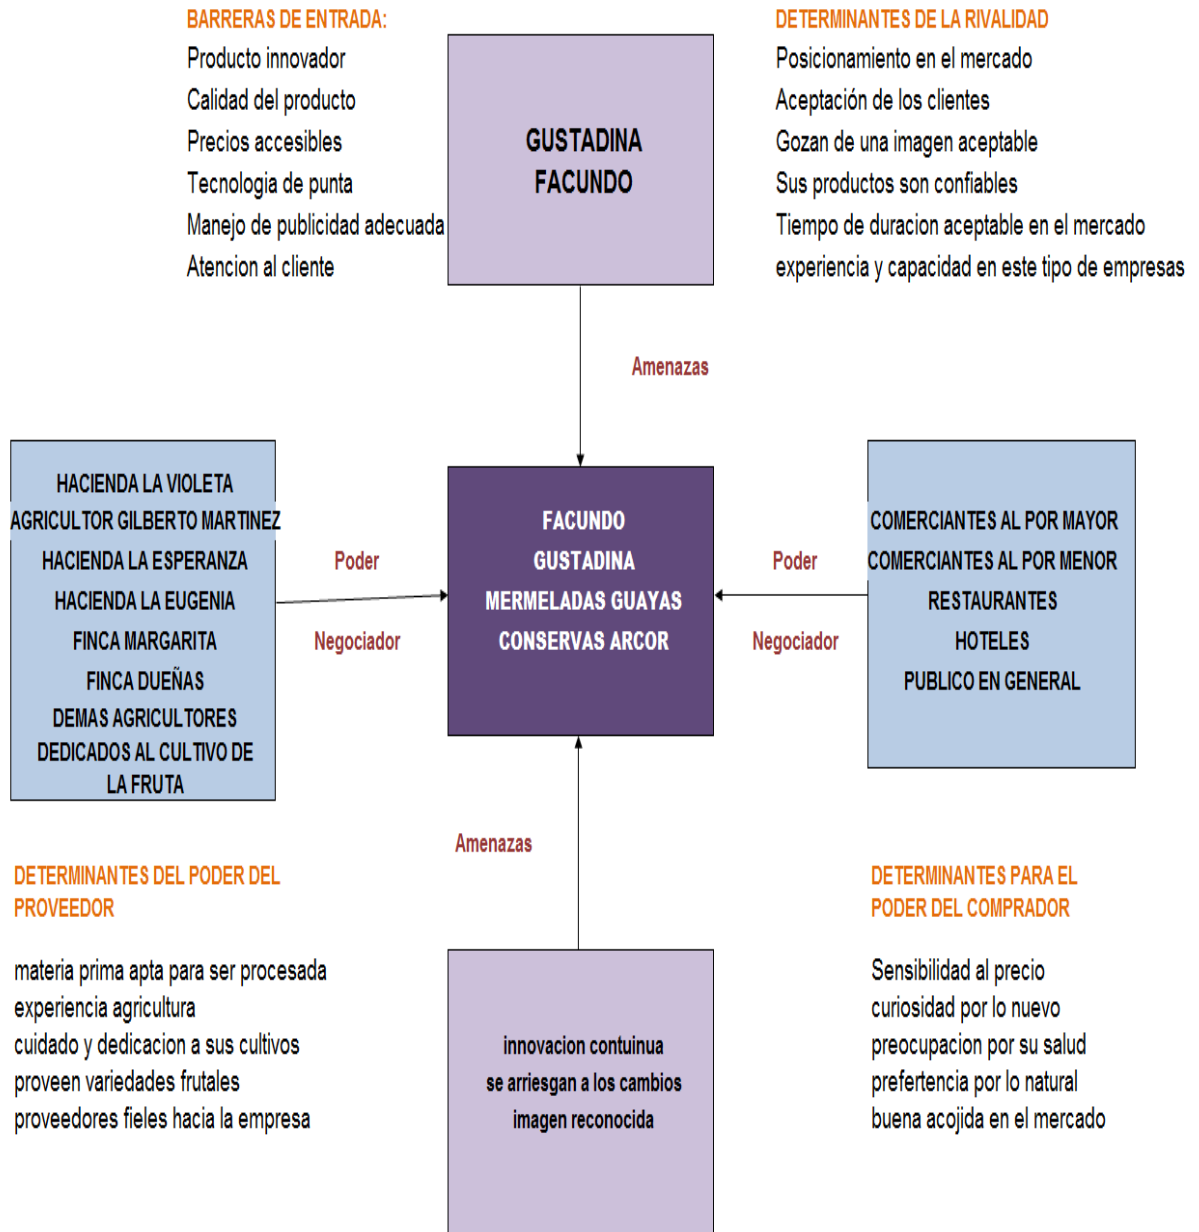 BARRERAS DE ENTRADA:
Producto innovador
Calidad del producto
Precios accesibles
Tecnologia de punta
Manejo de publicidad adecuada
Atencion al cliente
GUSTADINA
FACUNDO
DETERMINANTES DE LA RIVALIDAD
Posicionamiento en el mercado
Aceptación de los clientes
Gozan de una imagen aceptable
Sus productos son confiables
Tiempo de duracion aceptable en el mercado
experiencia y capacidad en este tipo de empresas
Amenazas
HACIENDA LA VIOLETA
AGRICULTOR GILBERTO MARTINEZ
HACIENDA LA ESPERANZA
HACIENDA LA EUGENIA
FINCA MARGARITA
FINCA DUEÑAS
DEMAS AGRICULTORES
DEDICADOS AL CULTIVO DE
LA FRUTA
Poder
Negociador
FACUNDO
GUSTADINA
MERMELADAS GUAYAS
CONSERVAS ARCOR
Poder
Negociador
COMERCIANTES AL POR MAYOR
COMERCIANTES AL POR MENOR
RESTAURANTES
HOTELES
PUBLICO EN GENERAL
Amenazas
DETERMINANTES DEL PODER DEL
PROVEEDOR
materia prima apta para ser procesada
experiencia agricultura
cuidado y dedicacion a sus cultivos
proveen variedades frutales
proveedores fieles hacia la empresa
innovacion contuinua
se arriesgan a los cambios
imagen reconocida
DETERMINANTES PARA EL
PODER DEL COMPRADOR
Sensibilidad al precio
curiosidad por lo nuevo
preocupacion por su salud
prefertencia por lo natural
buena acojida en el mercado